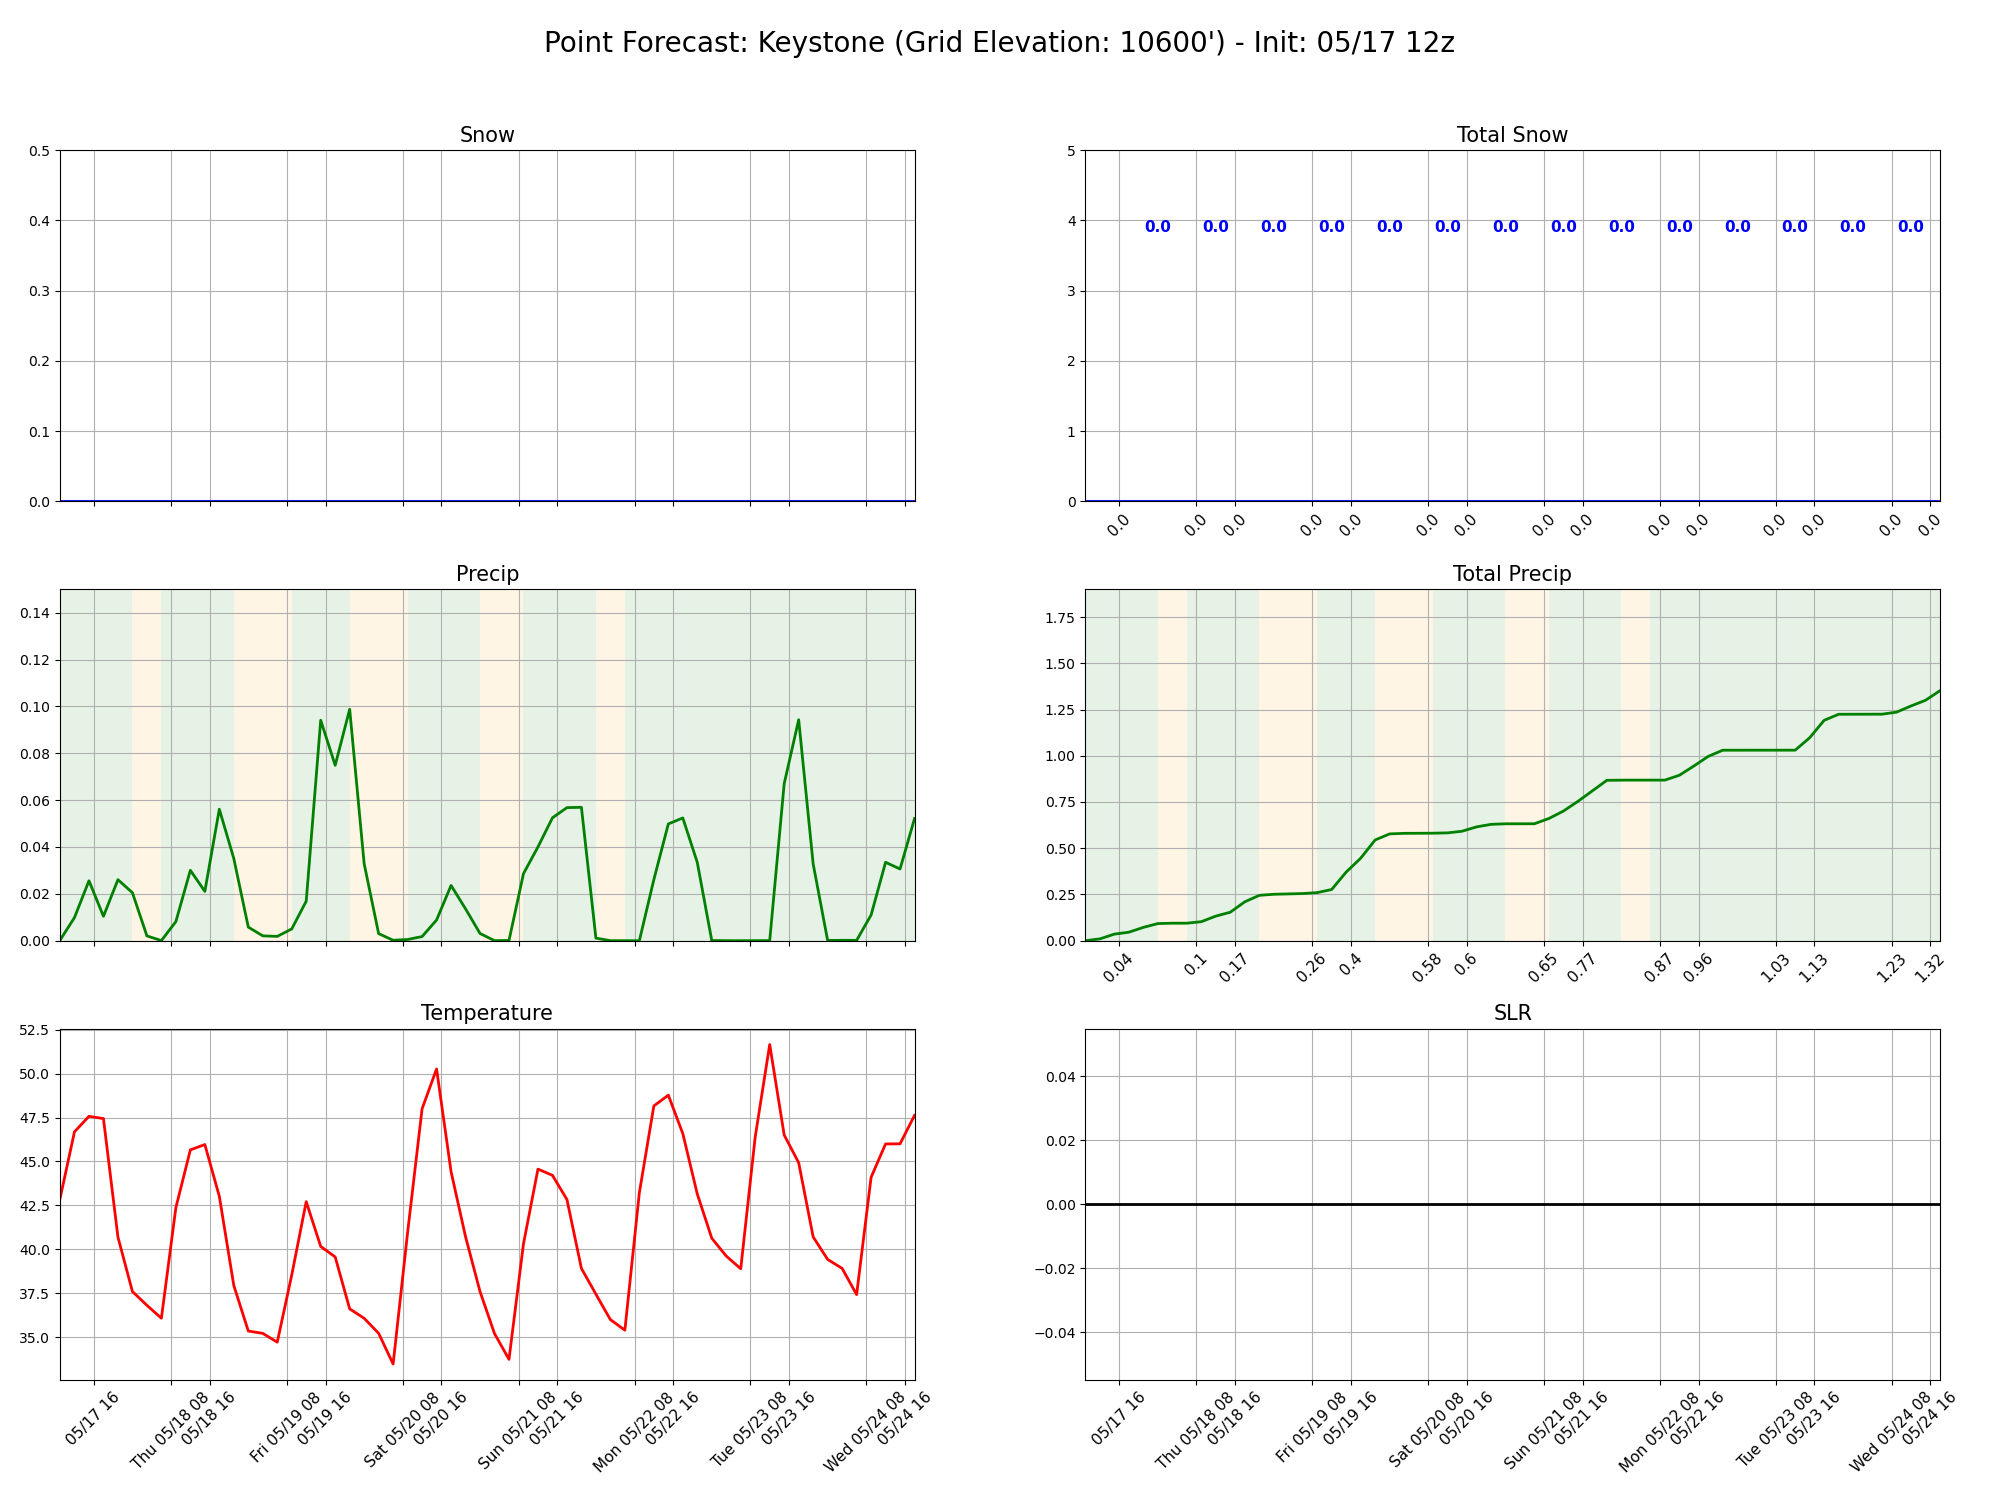 Point Forecast: Keystone (Grid Elevation: 10600') - Init: 05/17 12z
Snow
0.5
0.4
0.3
0.2
0.1
0.0
Total Snow
5
4
3
2
1
0
0.0 0.0 0.0 0.0 0.0 0.0 0.0 0.0 0.0 0.0 0.0 0.0 0.0 0.0
0.0 0.0 0.0 0.0 0.0 0.0 0.0 0.0 0.0 0.0 0.0 0.0 0.0 0.0 0.0
Precip
0.14
0.12
0.10
0.08
0.06
0.04
0.02
0.00
Total Precip
1.75
1.50
1.25
1.00
0.75
0.50
0.25
0.00
0.04 0.1 0.17 0.26 0.4 0.58 0.6 0.65 0.77 0.87 0.96 1.03 1.13 1.23 1.32
Temperature
52.5
50.0
47.5
45.0
42.5
40.0
37.5
35.0
05/17 16
Thu 05/18 08
05/18 16
Fri 05/19 08
05/19 16
Sat 05/20 08
05/20 16
Sun 05/21 08
05/21 16
Mon 05/22 08
05/22 16
Tue 05/23 08
05/23 16
Wed 05/24 08
05/24 16
SLR
0.04
0.02
0.00
−0.02
−0.04
05/17 16
Thu 05/18 08
05/18 16
Fri 05/19 08
05/19 16
Sat 05/20 08
05/20 16
Sun 05/21 08
05/21 16
Mon 05/22 08
05/22 16
Tue 05/23 08
05/23 16
Wed 05/24 08
05/24 16